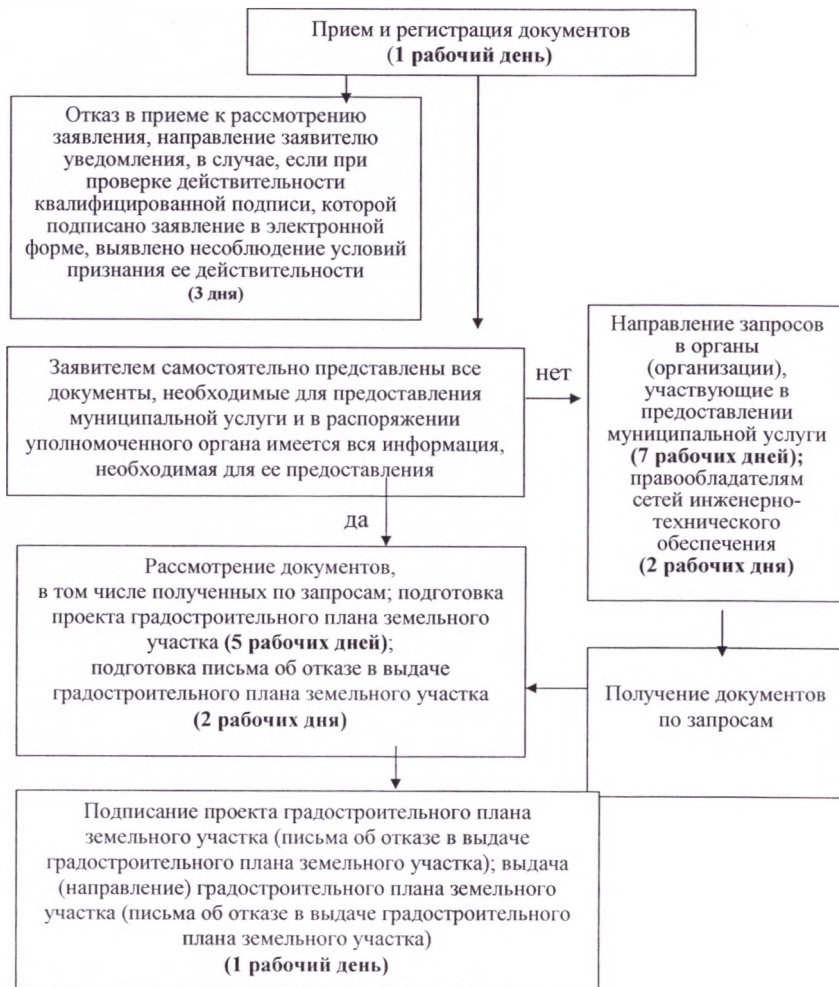 Прием и регистрация документов
(1 рабочий день)
Отказ в приеме к рассмотрению
заявления, направление заявителю
уведомления, в случае, если при
проверке действительности
квалифицированной подписи, которой
подписано заявление в электронной
форме, выявлено несоблюдение условий
признания ее действительности
(3 дня)
Заявителем самостоятельно представлены все
документы, необходимые для предоставления
муниципальной услуги и в распоряжении
уполномоченного органа имеется вся информация,
необходимая для ее предоставления
нет
Направление запросов
в органы
(организации),
участвующие в
предоставлении
муниципальной услуги
(7 рабочих дней);
правообладателям
сетей инженерно-
технического
обеспечения
(2 рабочих дня)
да
Рассмотрение документов,
в том числе полученных по запросам; подготовка
проекта градостроительного плана земельного
участка (5 рабочих дней);
подготовка письма об отказе в выдаче
градостроительного плана земельного участка
(2 рабочих дня)
Получение документов
по запросам
Подписание проекта градостроительного плана
земельного участка (письма об отказе в выдаче
градостроительного плана земельного участка); выдача
(направление) градостроительного плана земельного
участка (письма об отказе в выдаче градостроительного
плана земельного участка)
(1 рабочий день)